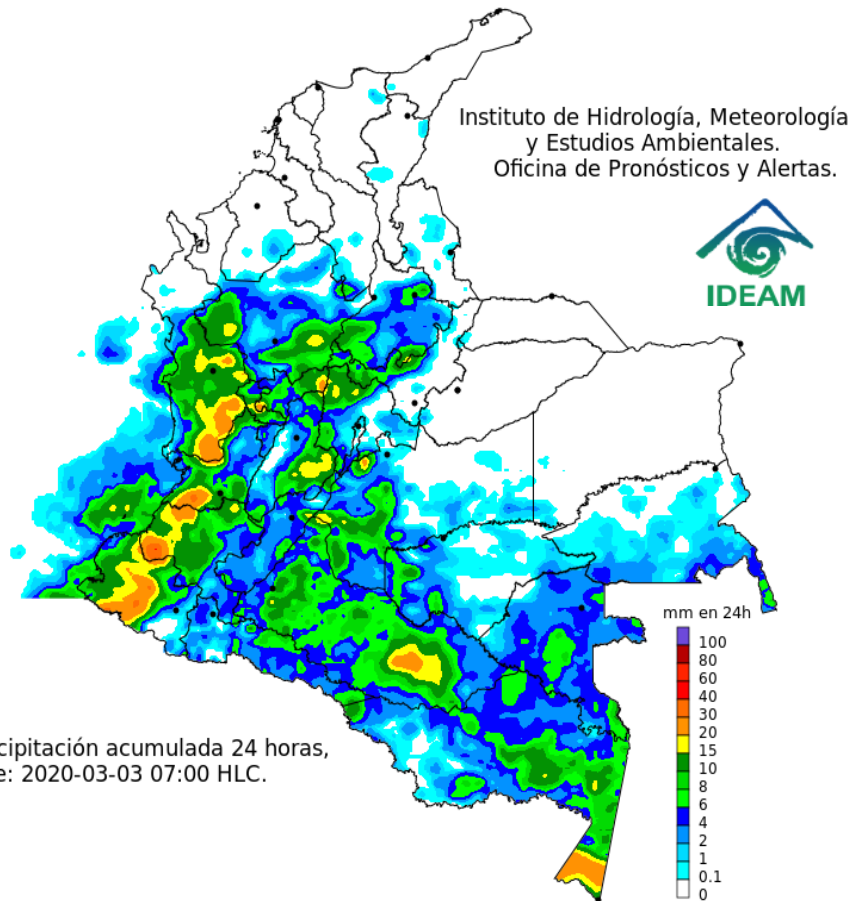 Instituto de Hidrología, Meteorología
y Estudios Ambientales.
Oficina de Pronósticos y Alertas.
IDEAM
mm en 24h
100
80
60
40
30
20
15
10
8
6
4
2
1
0.1
0
cipitación acumulada 24 horas,
e: 2020-03-03 07:00 HLC.